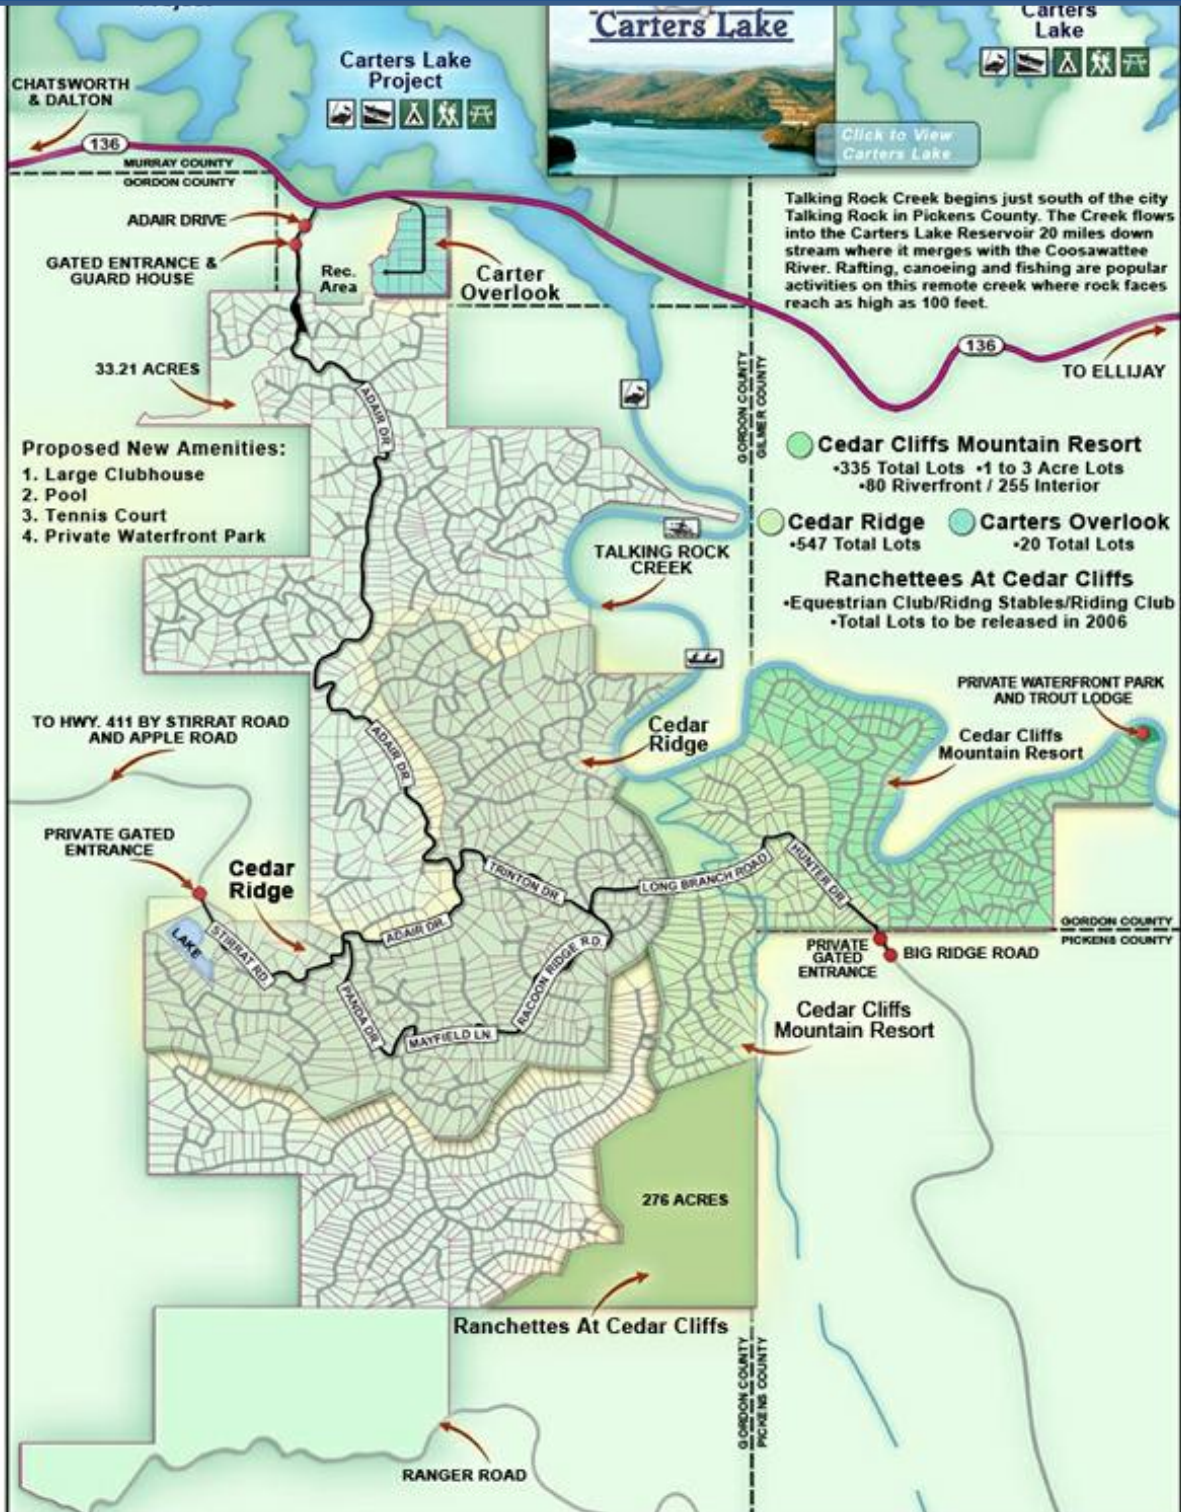 Carters Lake
Carters
Lake
Carters Lake
Project
CHATSWORTH
& DALTON
136
Click to View
Carters Lake
MURRAY COUNTY
GORDON COUNTY
ADAIR DRIVE
GATED ENTRANCE &
GUARD HOUSE
Rec.
Area
Carter
Overlook
Talking Rock Creek begins just south of the city
Talking Rock in Pickens County. The Creek flows
into the Carters Lake Reservoir 20 miles down
stream where it merges with the Coosawattee
River. Rafting, canoeing and fishing are popular
activities on this remote creek where rock faces
reach as high as 100 feet.
136
TO ELLIJAY
33.21 ACRES
ADAIR DR.
GORDON COUNTY
GILMER COUNTY
Proposed New Amenities:
1. Large Clubhouse
2. Pool
3. Tennis Court
4. Private Waterfront Park
Cedar Cliffs Mountain Resort
•335 Total Lots •1 to 3 Acre Lots
•80 Riverfront / 255 Interior
Cedar Ridge
•547 Total Lots
Carters Overlook
•20 Total Lots
Ranchettees At Cedar Cliffs
•Equestrian Club/Ridng Stables/Riding Club
•Total Lots to be released in 2006
TALKING ROCK
CREEK
PRIVATE WATERFRONT PARK
AND TROUT LODGE
TO HWY. 411 BY STIRRAT ROAD
AND APPLE ROAD
ADAIR DR.
Cedar
Ridge
Cedar Cliffs
Mountain Resort
PRIVATE GATED
ENTRANCE
Cedar
Ridge
TRINTON DR.
LONG BRANCH ROAD
HUNTER DR.
LAKE
STIRRAT RD.
ADAIR DR.
RACOON RIDGE RD.
GORDON COUNTY
PICKENS COUNTY
PRIVATE
GATED
ENTRANCE
BIG RIDGE ROAD
PANDA DR.
MAYFIELD LN.
Cedar Cliffs
Mountain Resort
276 ACRES
Ranchettes At Cedar Cliffs
GORDON COUNTY
PICKENS COUNTY
RANGER ROAD